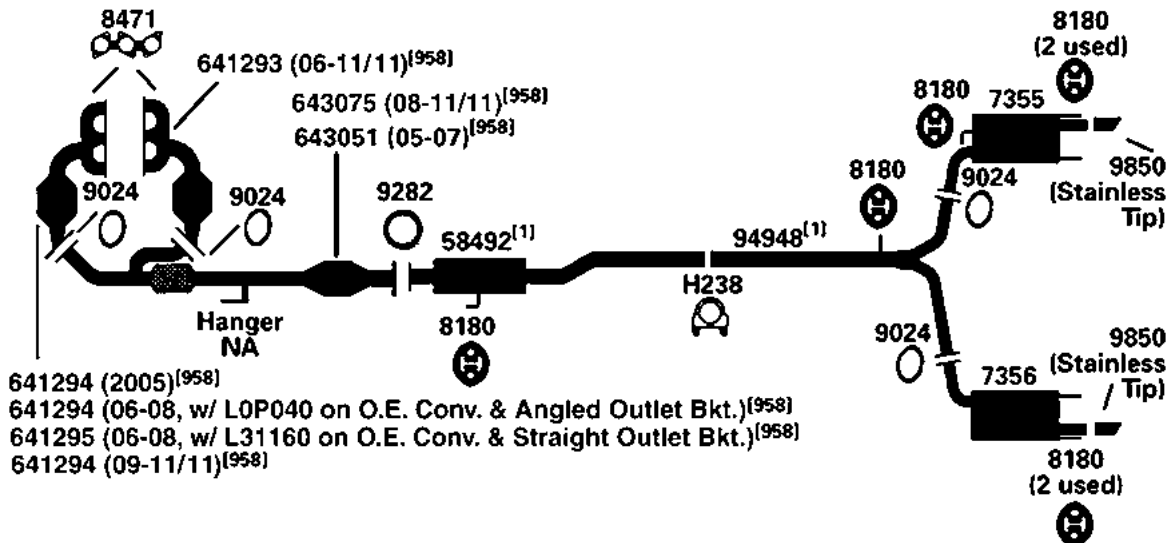 8471
641293 (06-11/11)[958]
643075 (08-11/11)[958]
643051 (05-07)[958]
9024
9024
9282
58492[1]
8180
Hanger
NA
H238
94948[1]
8180
8180
7355
8180
(2 used)
9024
9850
(Stainless
Tip)
9024
7356
9850
(Stainless
Tip)
8180
(2 used)
641294 (2005)[958]
641294 (06-08, w/ L0P040 on O.E. Conv. & Angled Outlet Bkt.)[958]
641295 (06-08, w/ L31160 on O.E. Conv. & Straight Outlet Bkt.)[958]
641294 (09-11/11)[958]